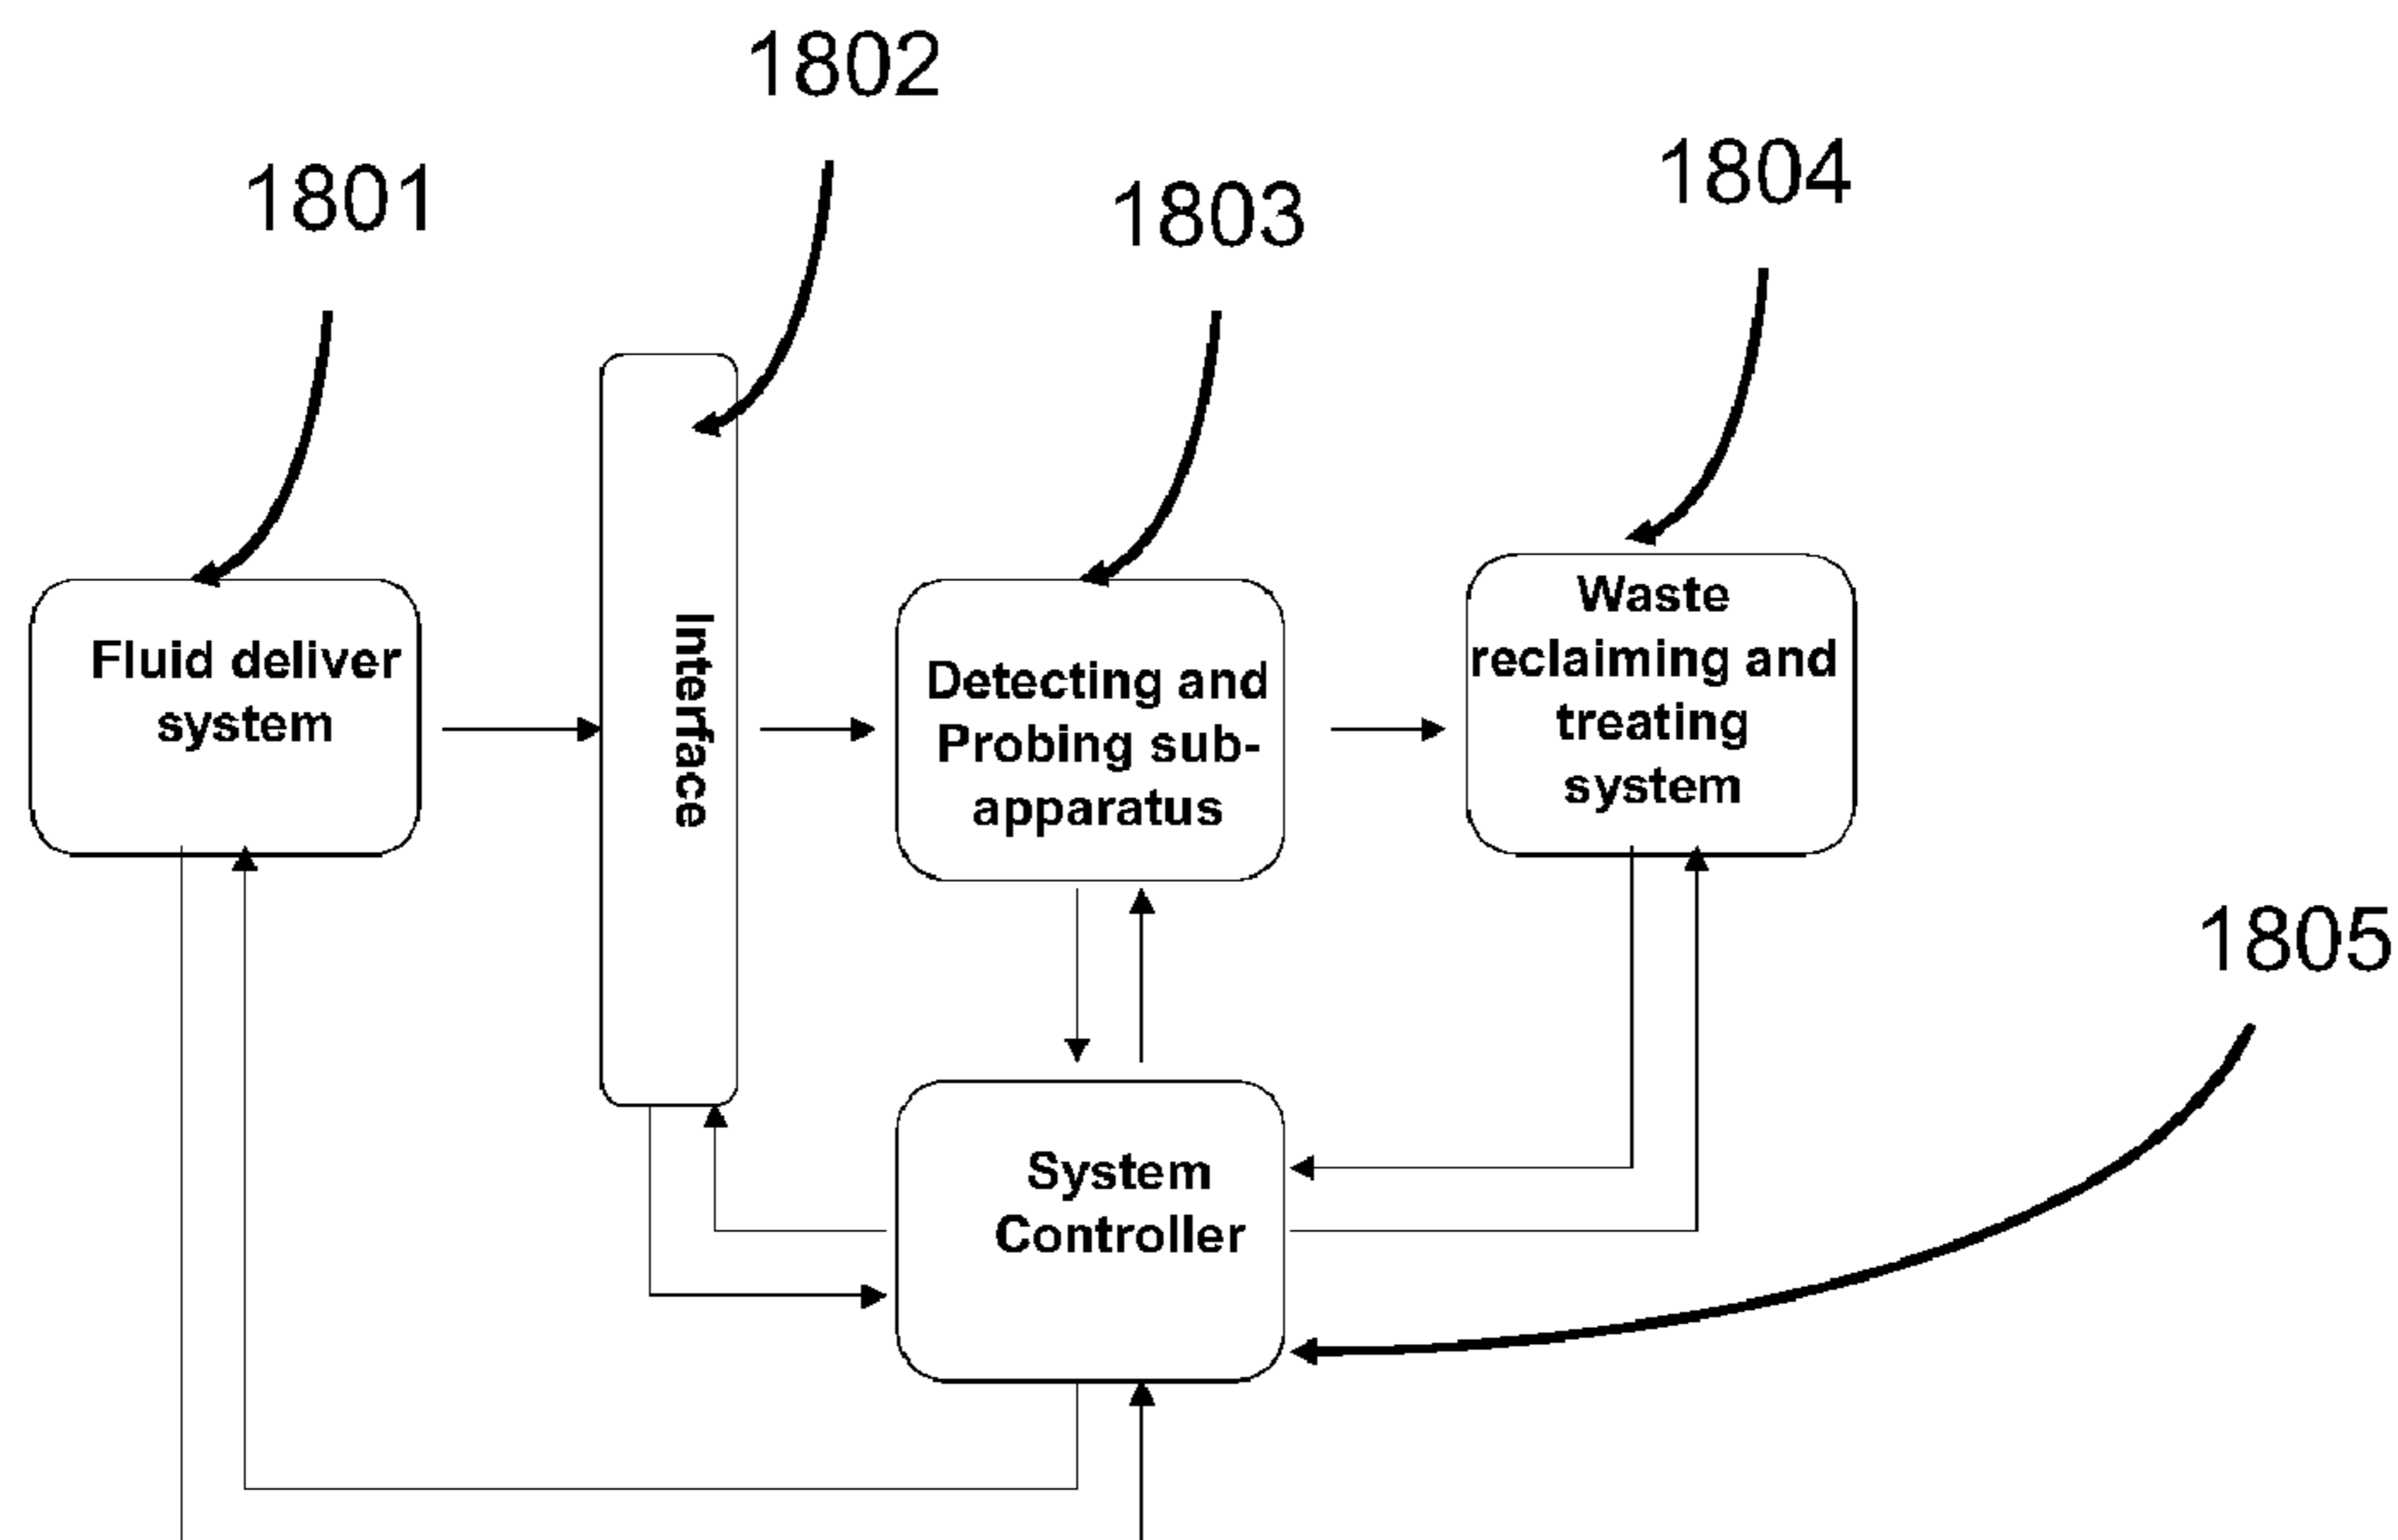 1802
1804
1801
1803
Fluid deliver
system
Interface
Detecting and
Probing sub-
apparatus
Waste
reclaiming and
treating
system
1805
System
Controller